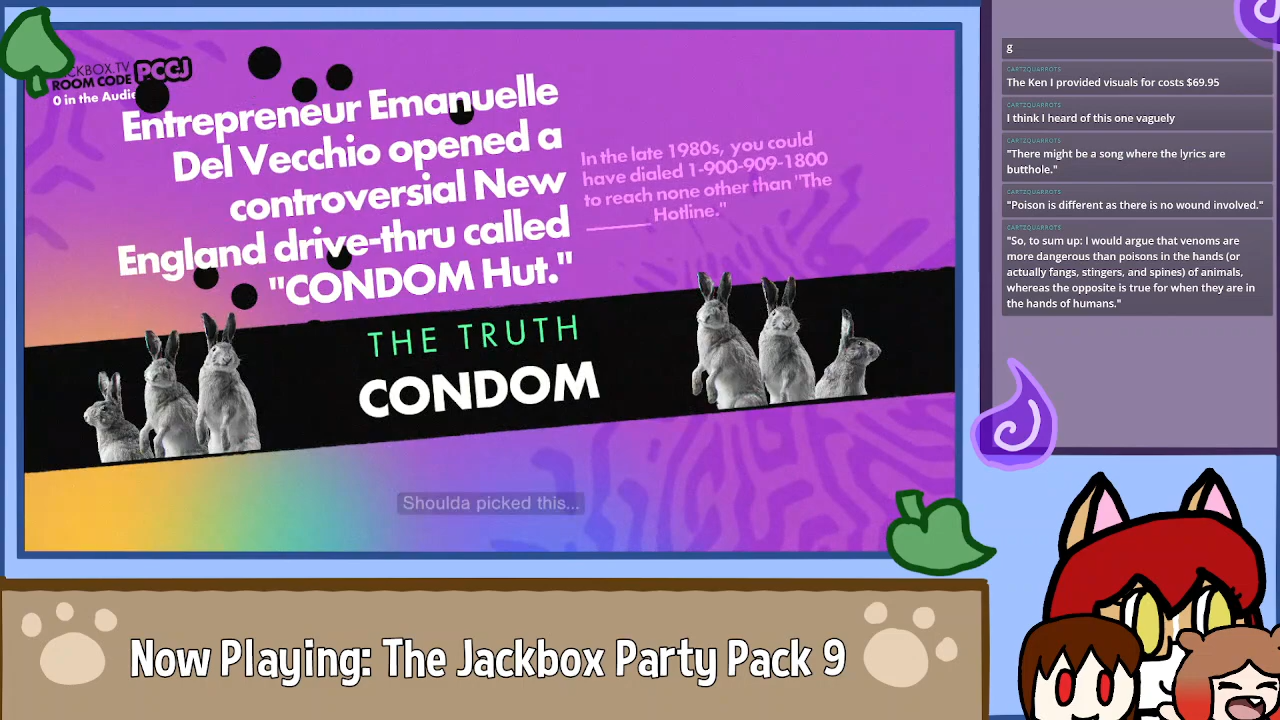 JACKBOX.TV
ROOM CODE PCCJ
0 in the Audie
Entrepreneur Emanuelle
Del Vecchio opened a
controversial New
England drive-thru called
"CONDOM Hut."
In the late 1980s, you could
have dialed 1-900-909-1800
to reach none other than "The
______ Hotline."
THE TRUTH
CONDOM
Shoulda picked this...
g
CARTZQUARROTS
The Ken I provided visuals for costs $69.95
CARTZQUARROTS
I think I heard of this one vaguely
CARTZQUARROTS
"There might be a song where the lyrics are
butthole."
CARTZQUARROTS
"Poison is different as there is no wound involved."
CARTZQUARROTS
"So, to sum up: I would argue that venoms are
more dangerous than poisons in the hands (or
actually fangs, stingers, and spines) of animals,
whereas the opposite is true for when they are in
the hands of humans."
Now Playing: The Jackbox Party Pack 9